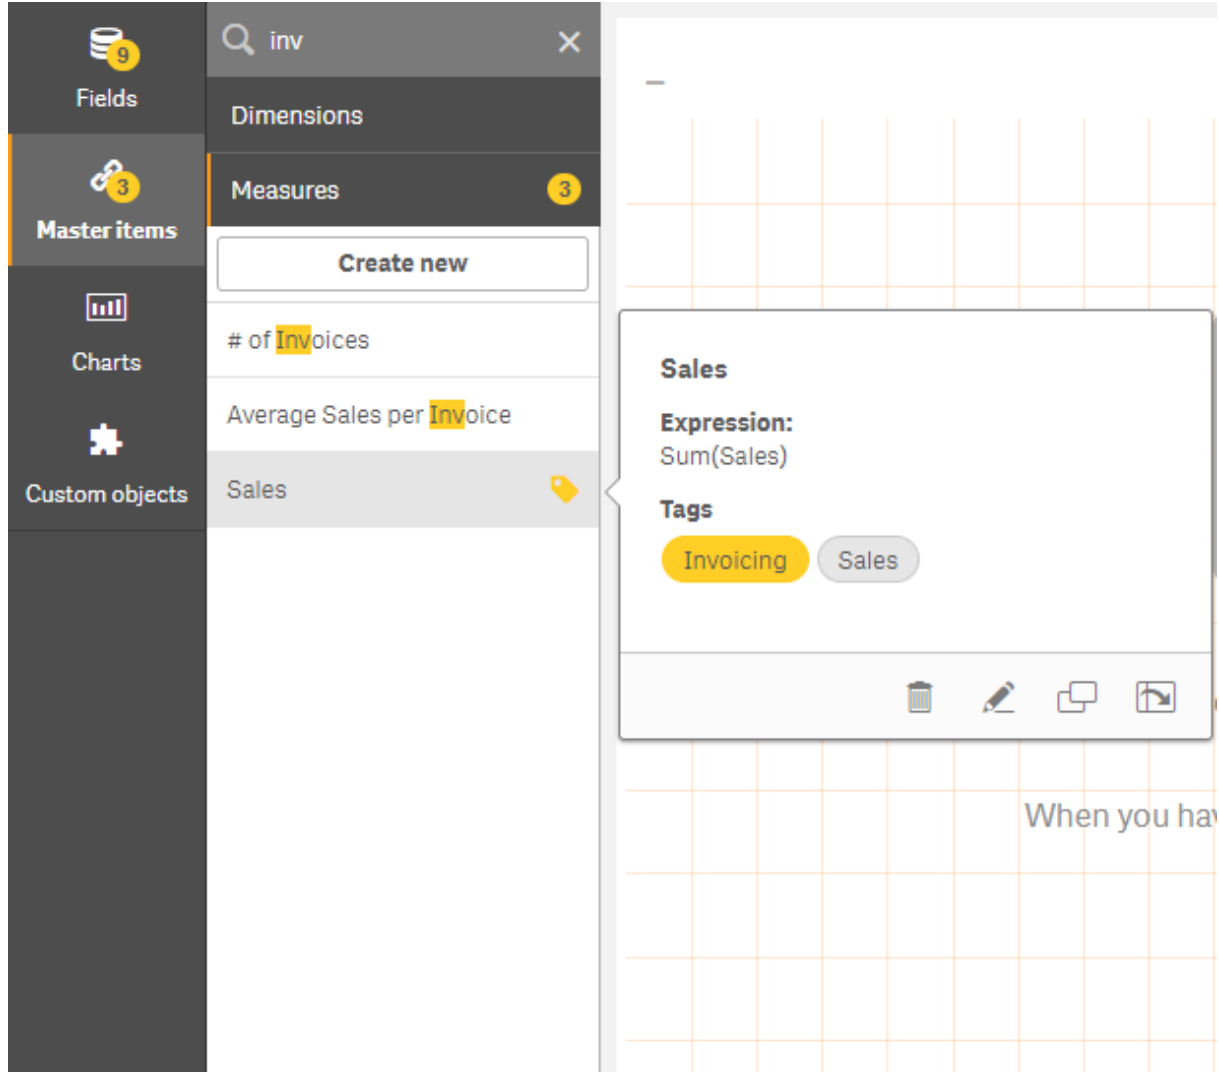 9
Fields
3
Master items
Charts
Custom objects
inv
Dimensions
Measures 3
Create new
# of Invoices
Average Sales per Invoice
Sales
Sales
Expression:
Sum(Sales)
Tags
Invoicing Sales
When you hav